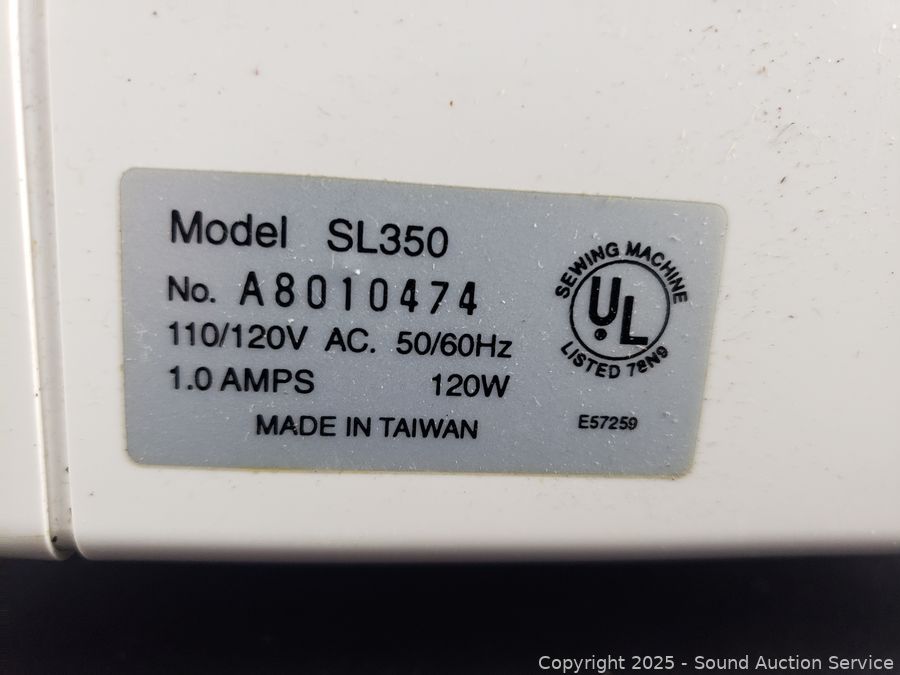 Model SL350
No. A8010474
110/120V AC. 50/60Hz
1.0 AMPS 120W
MADE IN TAIWAN
SEWING MACHINE
UL
LISTED 78N9
E57259
Copyright © 2025 - Sound Auction Service